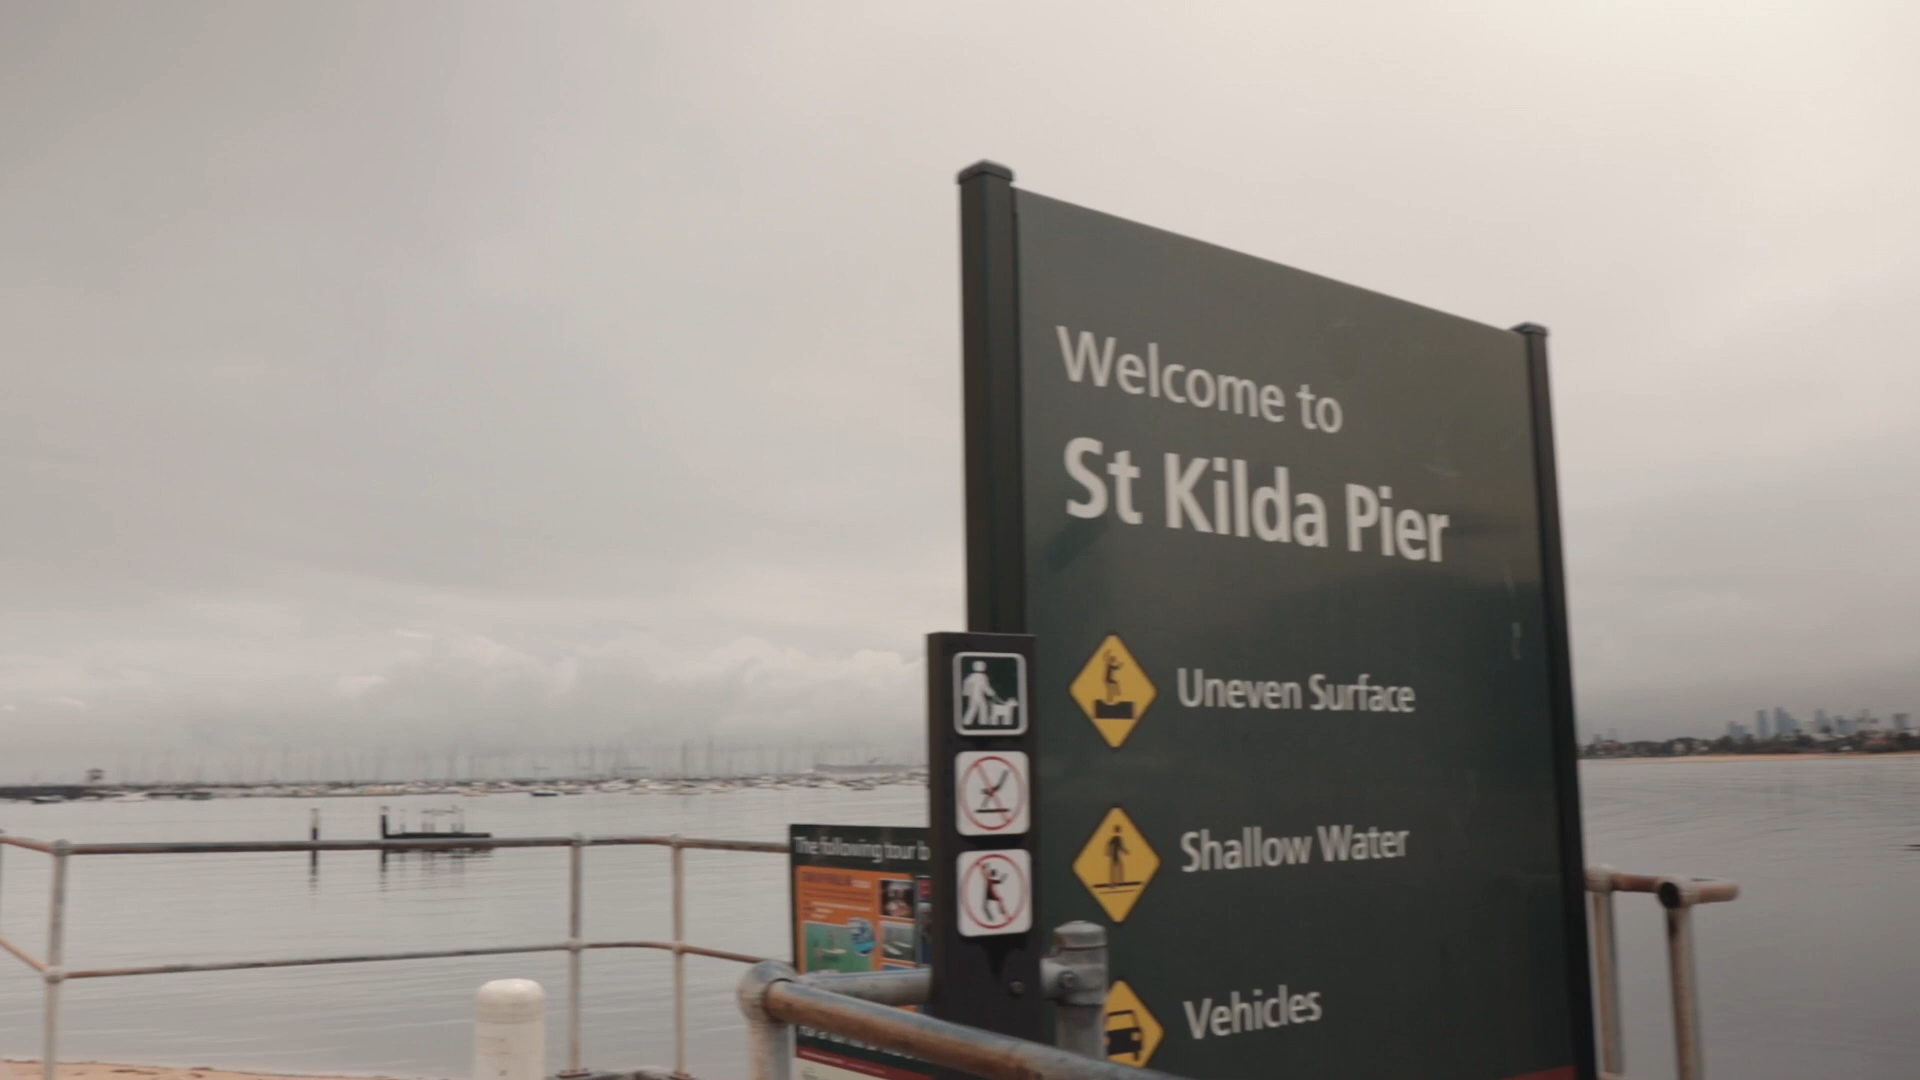 Welcome to
St Kilda Pier
Uneven Surface
Shallow Water
Vehicles
The following tour b